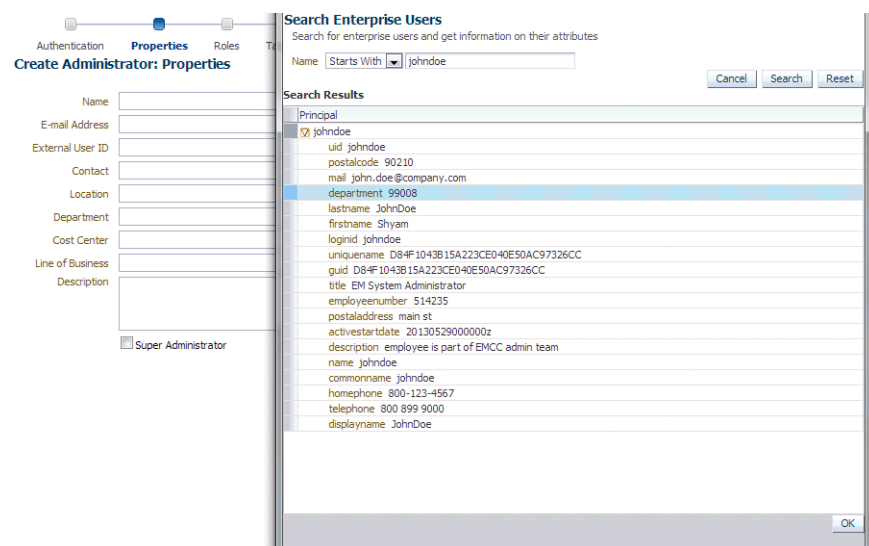 Authentication
Properties
Roles
Ta
Create Administrator: Properties
Name
E-mail Address
External User ID
Contact
Location
Department
Cost Center
Line of Business
Description
Super Administrator
Search Enterprise Users
Search for enterprise users and get information on their attributes
Name Starts With johndoe
Cancel Search Reset
Search Results
Principal
johndoe
uid johndoe
postalcode 90210
mail john.doe@company.com
department 99008
lastname JohnDoe
firstname Shyam
loginid johndoe
uniquename D84F1043B15A223CE040E50AC97326CC
guid D84F1043B15A223CE040E50AC97326CC
title EM System Administrator
employeenumber 514235
postaladdress main st
activestartdate 20130529000000z
description employee is part of EMCC admin team
name johndoe
commonname johndoe
homephone 800-123-4567
telephone 800 899 9000
displayname JohnDoe
OK